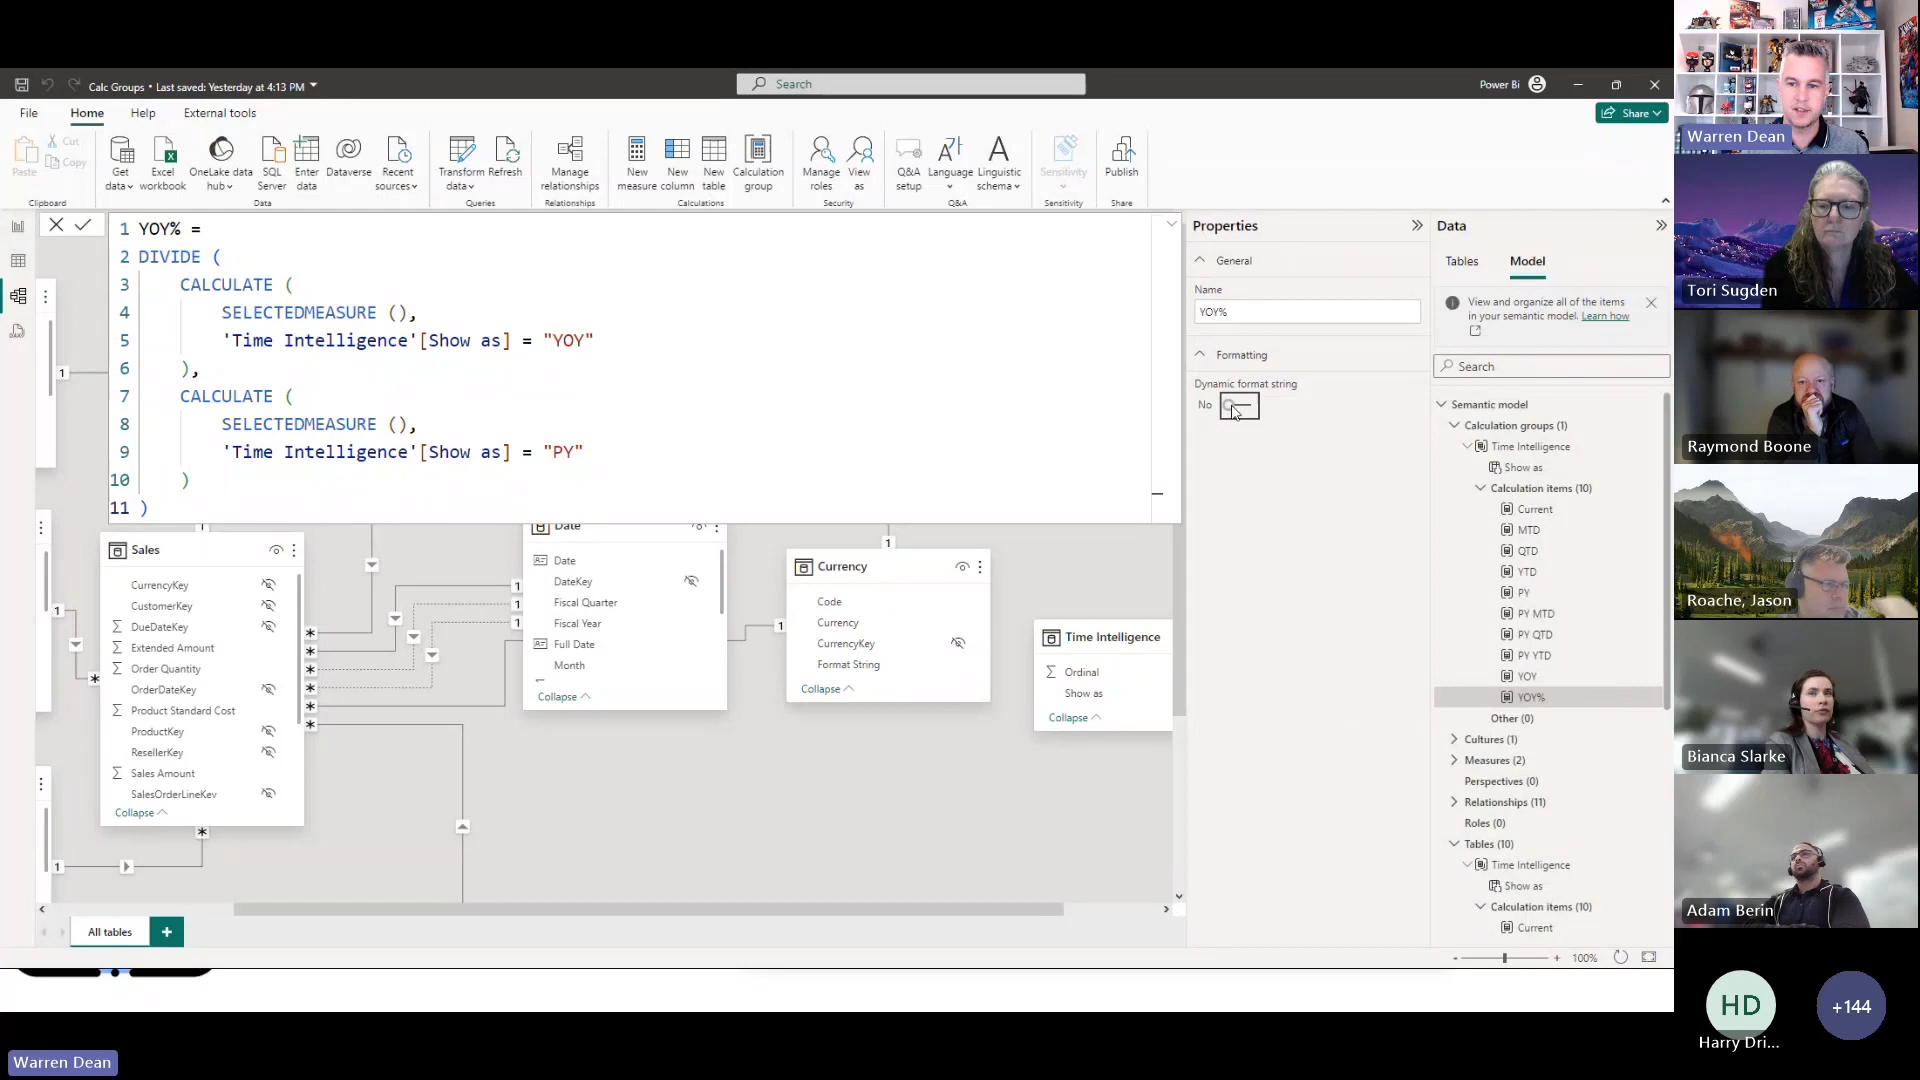 Calc Groups • Last saved: Yesterday at 4:13 PM
Search
Power Bi
File
Home
Help
External tools
Share
Paste
Cut
Copy
Clipboard
Get data
Excel workbook
OneLake data hub
SQL Server
Enter data
Dataverse
Recent sources
Data
Transform data
Refresh
Queries
Manage relationships
Relationships
New measure
New column
New table
Calculation group
Calculations
Manage roles
View as
Security
Q&A setup
Language
Linguistic schema
Q&A
Sensitivity
Sensitivity
Publish
Share
1 YOY% =
2 DIVIDE (
3 CALCULATE (
4 SELECTEDMEASURE (),
5 'Time Intelligence'[Show as] = "YOY"
6 ),
7 CALCULATE (
8 SELECTEDMEASURE (),
9 'Time Intelligence'[Show as] = "PY"
10 )
11 )
1
1
1
Sales
CurrencyKey
CustomerKey
DueDateKey
Extended Amount
Order Quantity
OrderDateKey
Product Standard Cost
ProductKey
ResellerKey
Sales Amount
SalesOrderLineKey
Collapse
1
1
1
Date
Date
DateKey
Fiscal Quarter
Fiscal Year
Full Date
Month
Collapse
1
1
Currency
Code
Currency
CurrencyKey
Format String
Collapse
Time Intelligence
Ordinal
Show as
Collapse
1
All tables
100%
Properties
General
Name
YOY%
Formatting
Dynamic format string
No
Data
Tables
Model
View and organize all of the items
in your semantic model. Learn how
Search
Semantic model
Calculation groups (1)
Time Intelligence
Show as
Calculation items (10)
Current
MTD
QTD
YTD
PY
PY MTD
PY QTD
PY YTD
YOY
YOY%
Other (0)
Cultures (1)
Measures (2)
Perspectives (0)
Relationships (11)
Roles (0)
Tables (10)
Time Intelligence
Show as
Calculation items (10)
Current
Warren Dean
Tori Sugden
Raymond Boone
Roache, Jason
Bianca Slarke
Adam Berin
HD
Harry Dri...
+144
Warren Dean